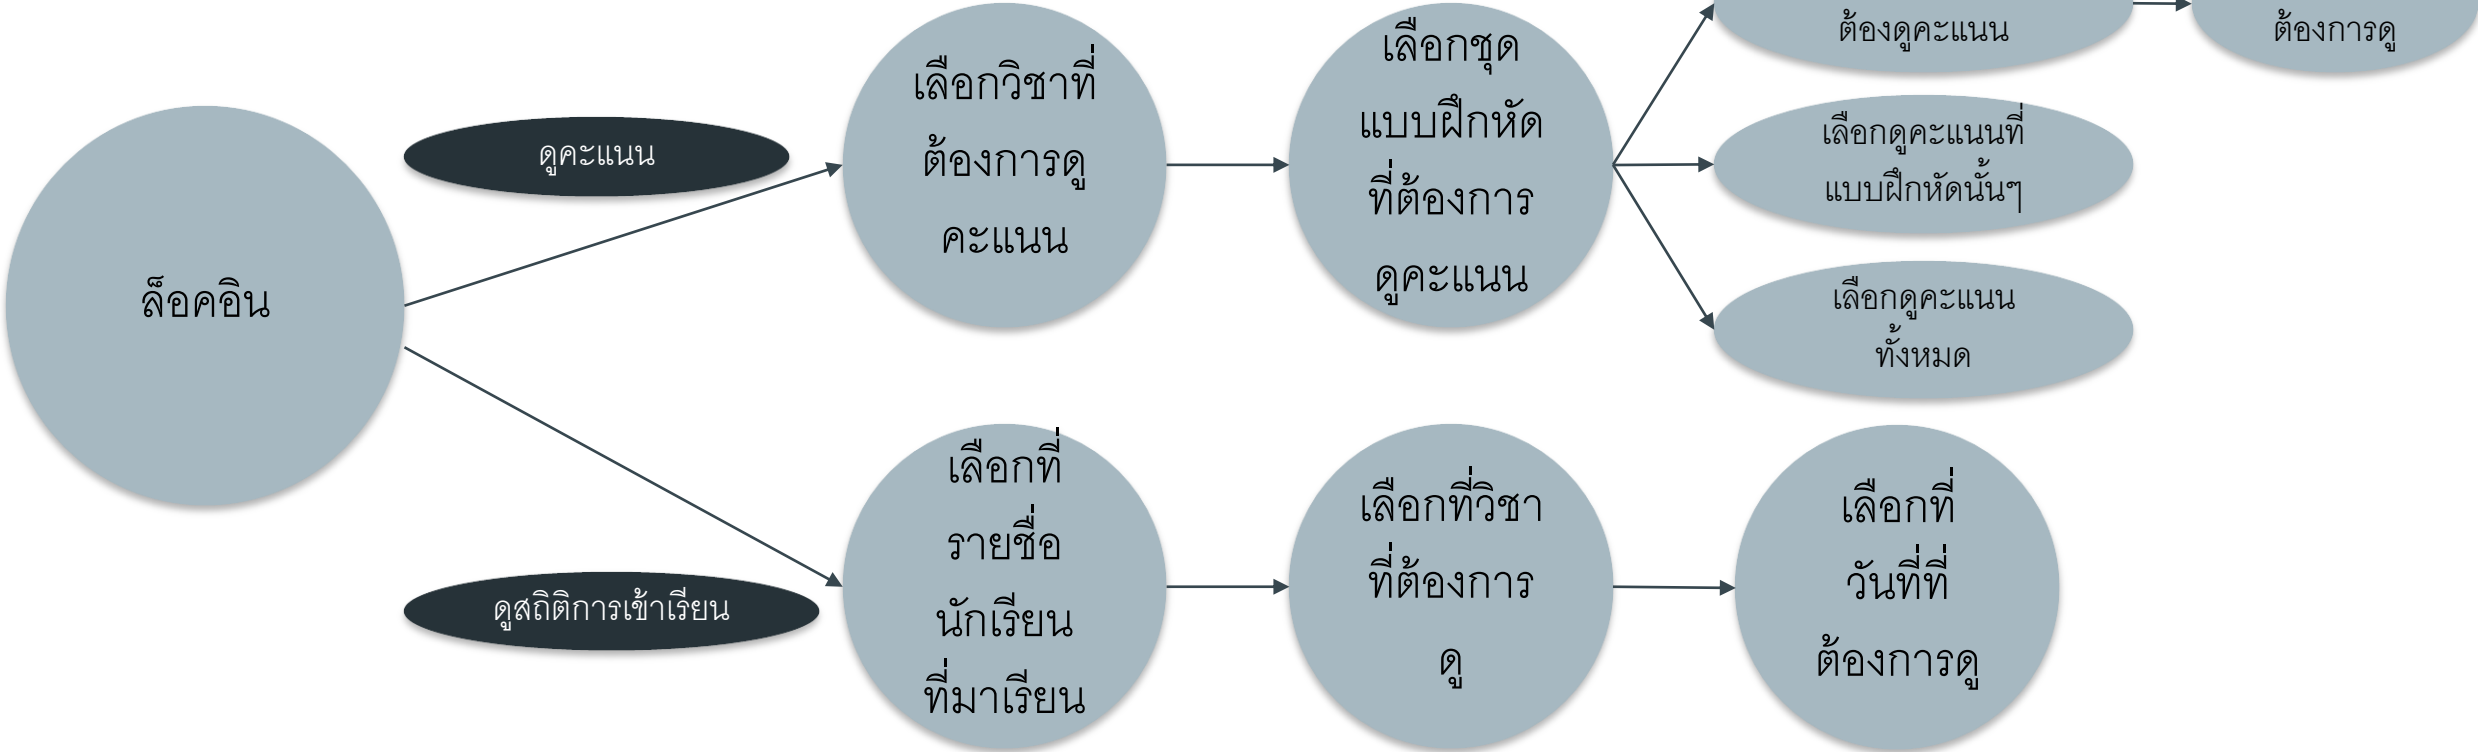 ล็อคอิน
ดูคะแนน
เลือกวิชาที่
ต้องการดู
คะแนน
เลือกชุด
แบบฝึกหัด
ที่ต้องการ
ดูคะแนน
ต้องดูคะแนน
ต้องการดู
เลือกดูคะแนนที่
แบบฝึกหัดนั้นๆ
เลือกดูคะแนน
ทั้งหมด
ดูสถิติการเข้าเรียน
เลือกที่
รายชื่อ
นักเรียน
ที่มาเรียน
เลือกที่วิชา
ที่ต้องการ
ดู
เลือกที่
วันที่ที่
ต้องการดู